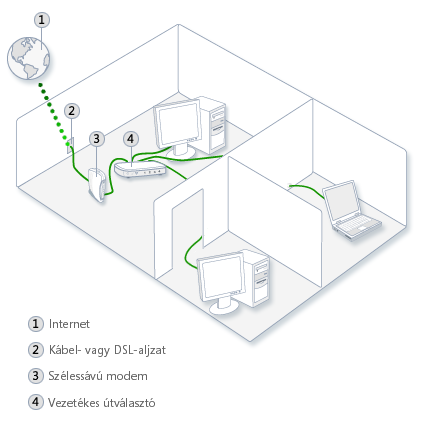 1
2
3
4
1 Internet
2 Kábel- vagy DSL-aljzat
3 Szélessávú modem
4 Vezetékes útválasztó